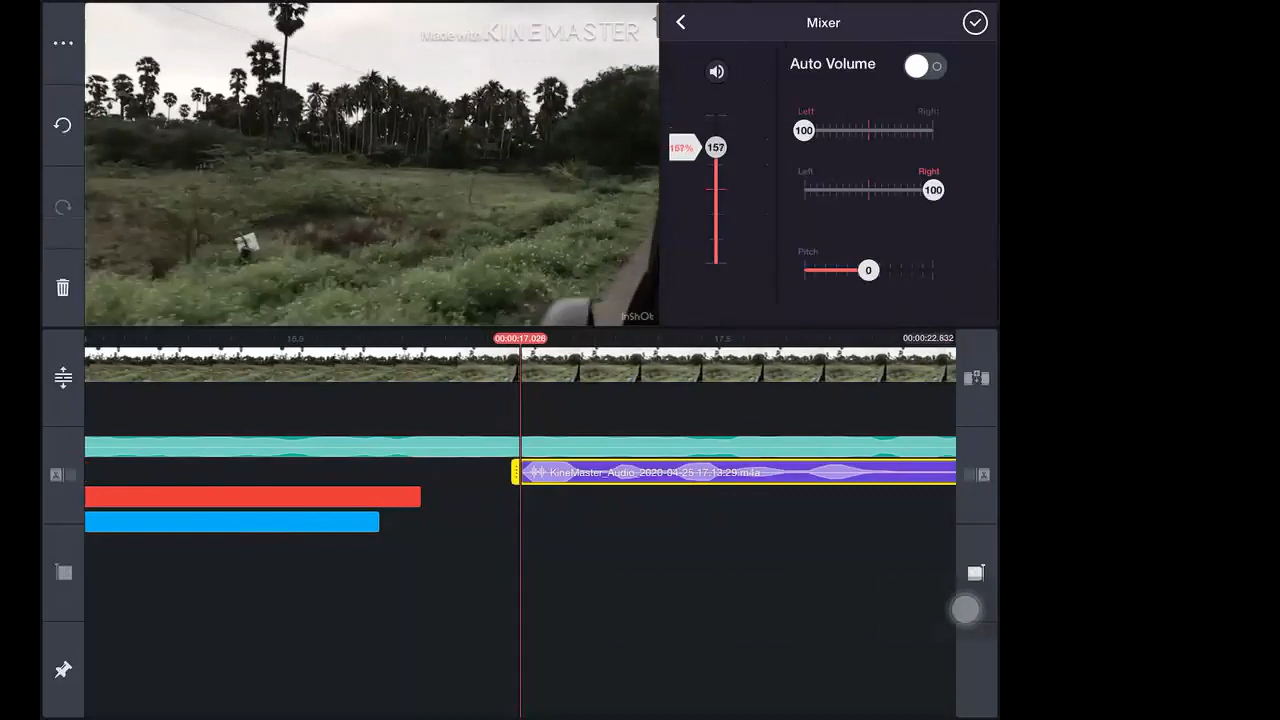 Made with KINEMASTER
InShOt
Mixer
Auto Volume
Left Right
100
157% 157
Left Right
100
Pitch
0
16.5 00:00:17.026 17.5 00:00:22.832
KineMaster_Audio_2020-04-25 17.13.29.m4a